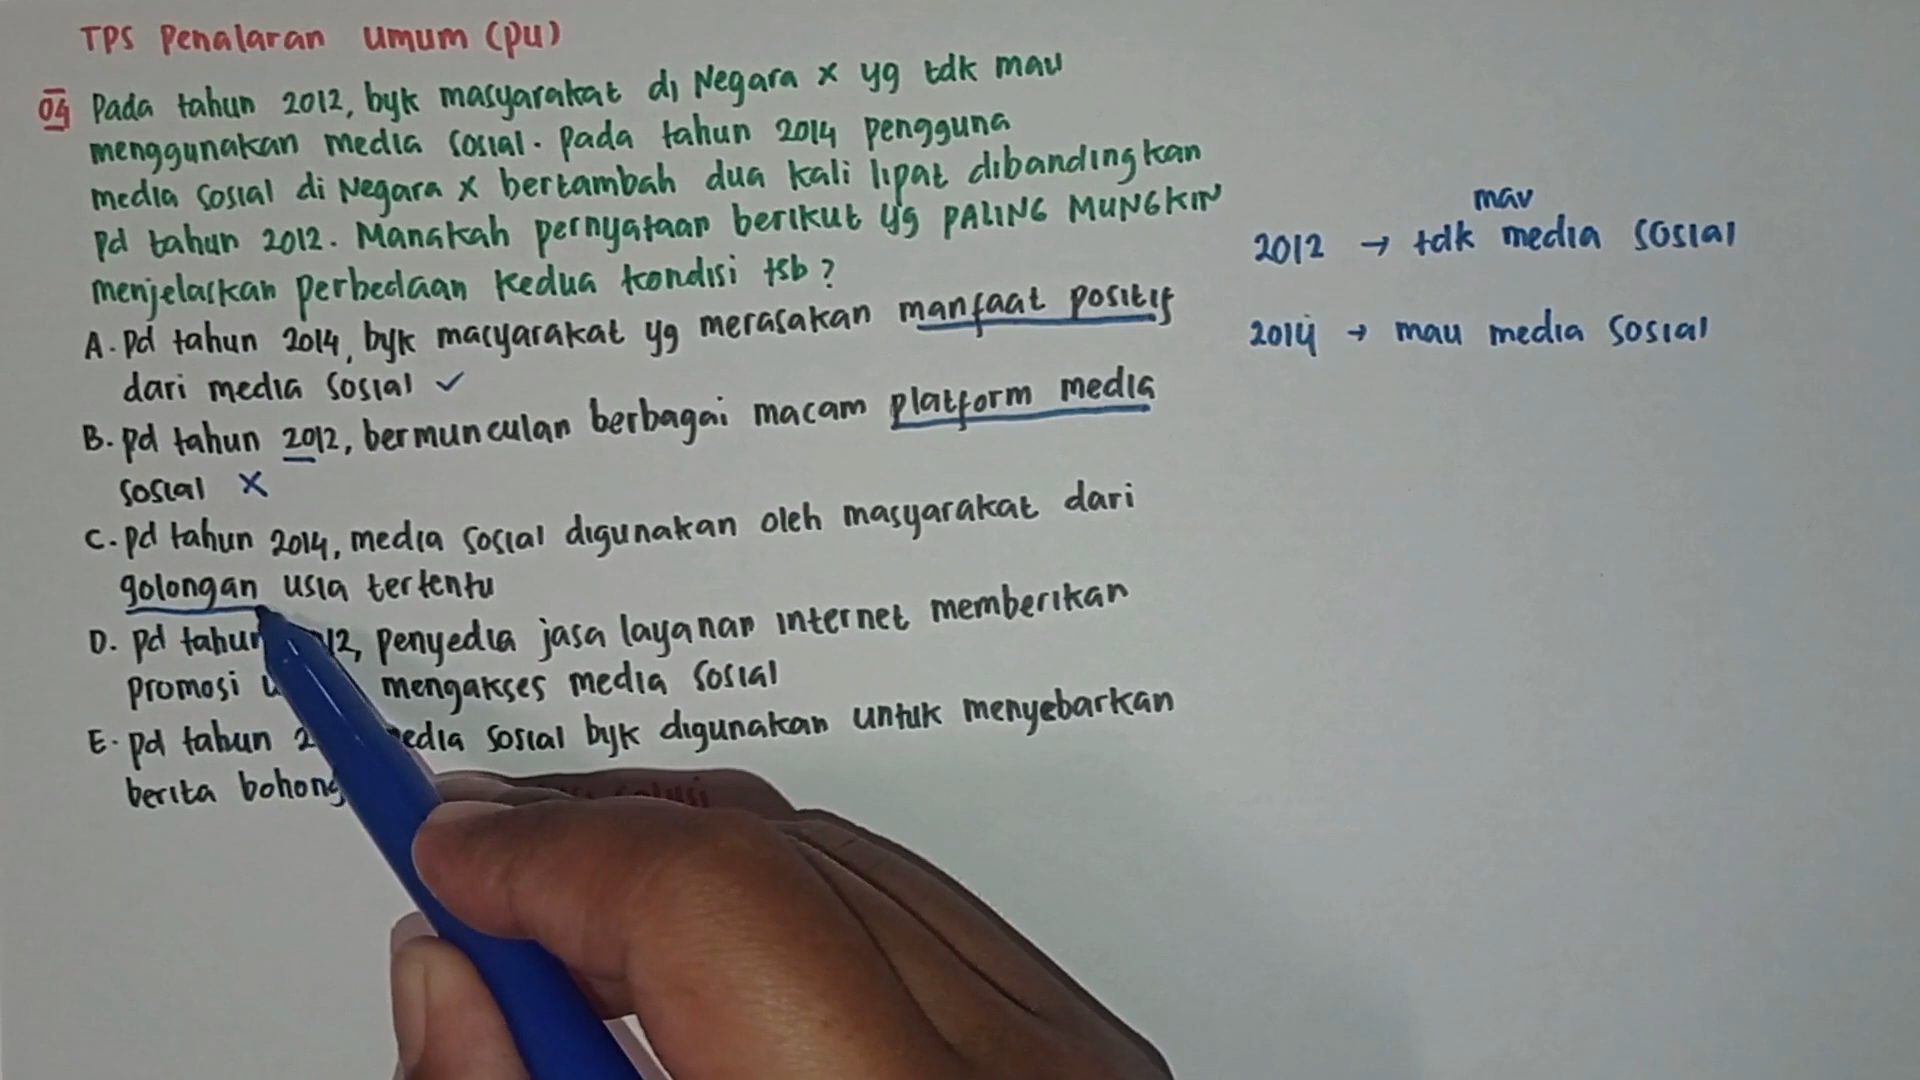 TPS Penalaran Umum (PU)
04 Pada tahun 2012, byk masyarakat di Negara x yg tdk mau
menggunakan media sosial. Pada tahun 2014 pengguna
media sosial di Negara x bertambah dua kali lipat dibandingkan
Pd tahun 2012. Manakah pernyataan berikut yg PALING MUNGKIN
menjelaskan perbedaan kedua kondisi tsb?
A. Pd tahun 2014, byk masyarakat yg merasakan manfaat positif
dari media sosial ✓
B. pd tahun 2012, bermunculan berbagai macam platform media
sosial X
C. pd tahun 2014, media sosial digunakan oleh masyarakat dari
golongan usia tertentu
D. pd tahun 12, penyedia jasa layanan internet memberikan
promosi mengakses media sosial
E. pd tahun media sosial byk digunakan untuk menyebarkan
berita bohong
mau
2012 → tdk media sosial
2014 → mau media sosial